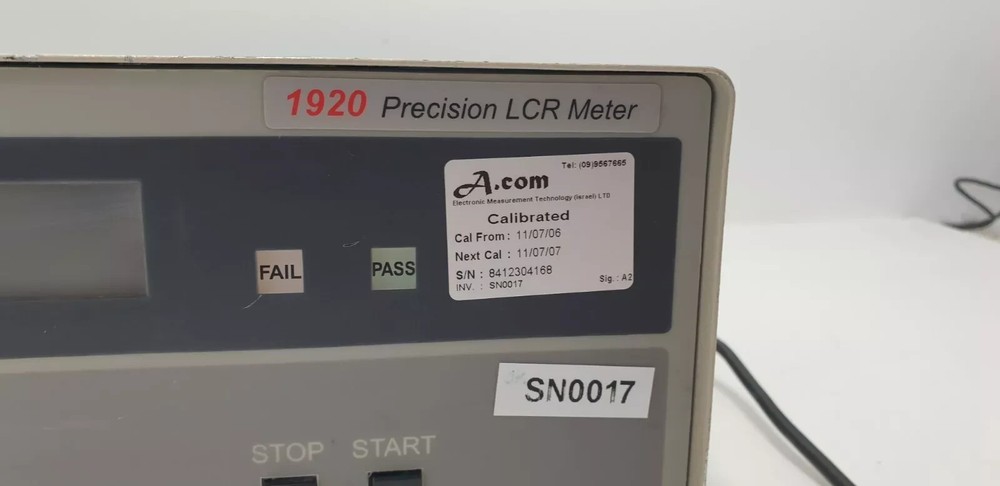 1920 Precision LCR Meter
Tel: (09)9567665
A.com
Electronic Measurement Technology (Israel) LTD
Calibrated
Cal From : 11/07/06
Next Cal : 11/07/07
S/N : 8412304168
INV. : SN0017
Sig. : A2
FAIL
PASS
SN0017
STOP START